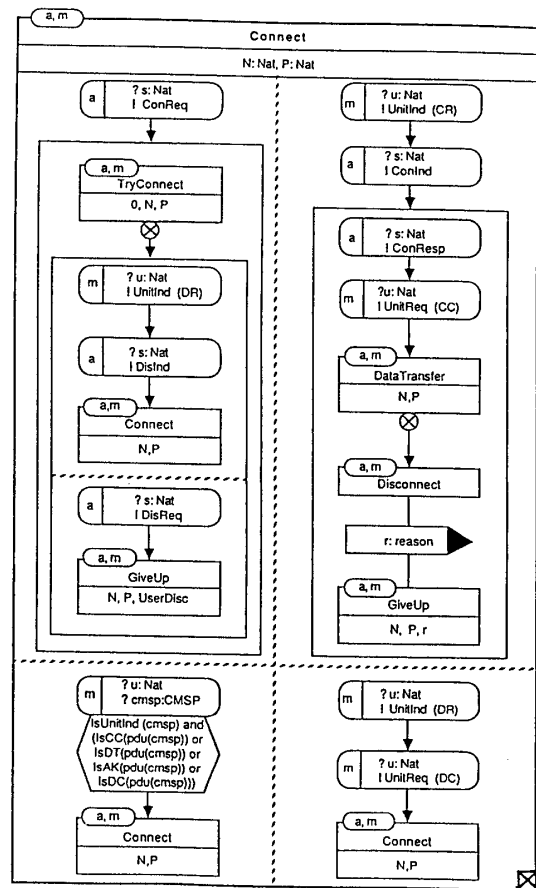 a, m
Connect
N: Nat, P: Nat
a
? s: Nat
! ConReq
a, m
TryConnect
0, N, P
m
?u: Nat
! UnitInd (DR)
a
? s: Nat
! DisInd
a,m
Connect
N,P
a
? s: Nat
! DisReq
a, m
GiveUp
N, P, UserDisc
m
? u: Nat
! UnitInd (CR)
a
? s: Nat
! ConInd
a
? s: Nat
! ConResp
m
?u: Nat
! UnitReq (CC)
a, m
DataTransfer
N,P
a, m
Disconnect
r: reason
a, m
GiveUp
N, P, r
m
? u: Nat
? cmsp:CMSP
IsUnitInd (cmsp) and
(IsCC(pdu(cmsp)) or
IsDT(pdu(cmsp)) or
IsAK(pdu(cmsp)) or
IsDC(pdu(cmsp)))
a, m
Connect
N,P
m
? u: Nat
! UnitInd (DR)
m
? u: Nat
! UnitReq (DC)
a, m
Connect
N,P